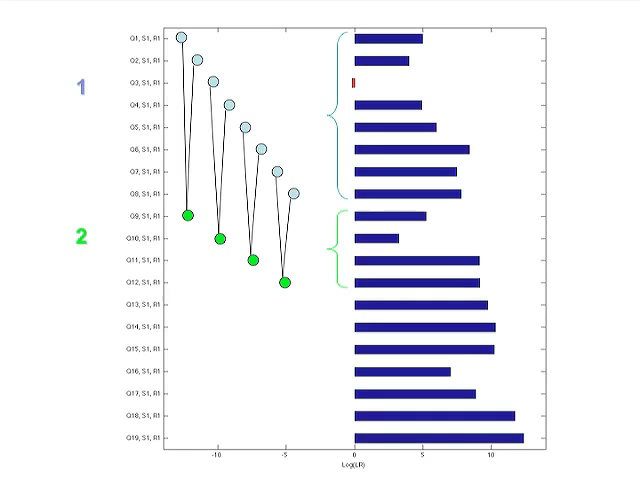 Q1, S1, R1
Q2, S1, R1
1
Q3, S1, R1
Q4, S1, R1
Q5, S1, R1
Q6, S1, R1
Q7, S1, R1
Q8, S1, R1
Q9, S1, R1
2
Q10, S1, R1
Q11, S1, R1
Q12, S1, R1
Q13, S1, R1
Q14, S1, R1
Q15, S1, R1
Q16, S1, R1
Q17, S1, R1
Q18, S1, R1
Q19, S1, R1
-10 -5 0 5 10
Log(LR)